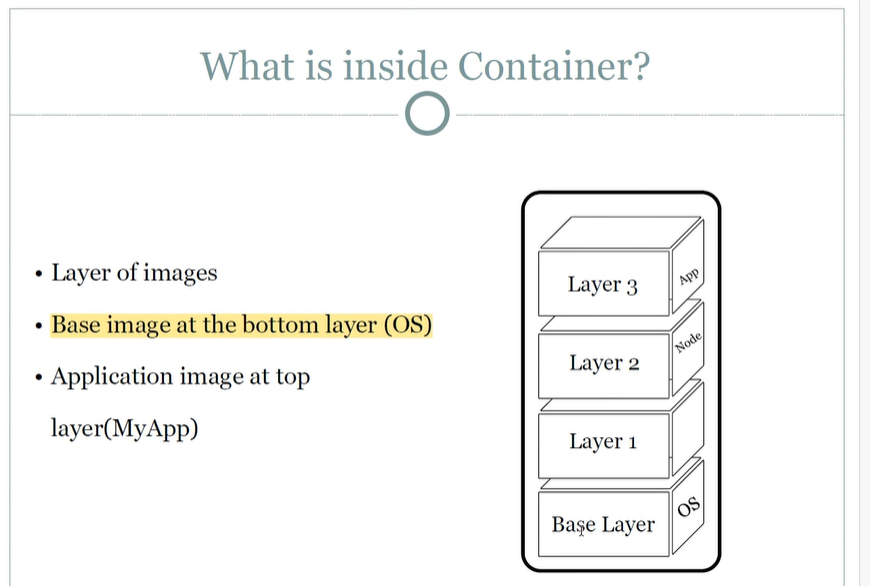 What is inside Container?
• Layer of images
• Base image at the bottom layer (OS)
• Application image at top
layer(MyApp)
Layer 3
App
Layer 2
Node
Layer 1
Base Layer
OS